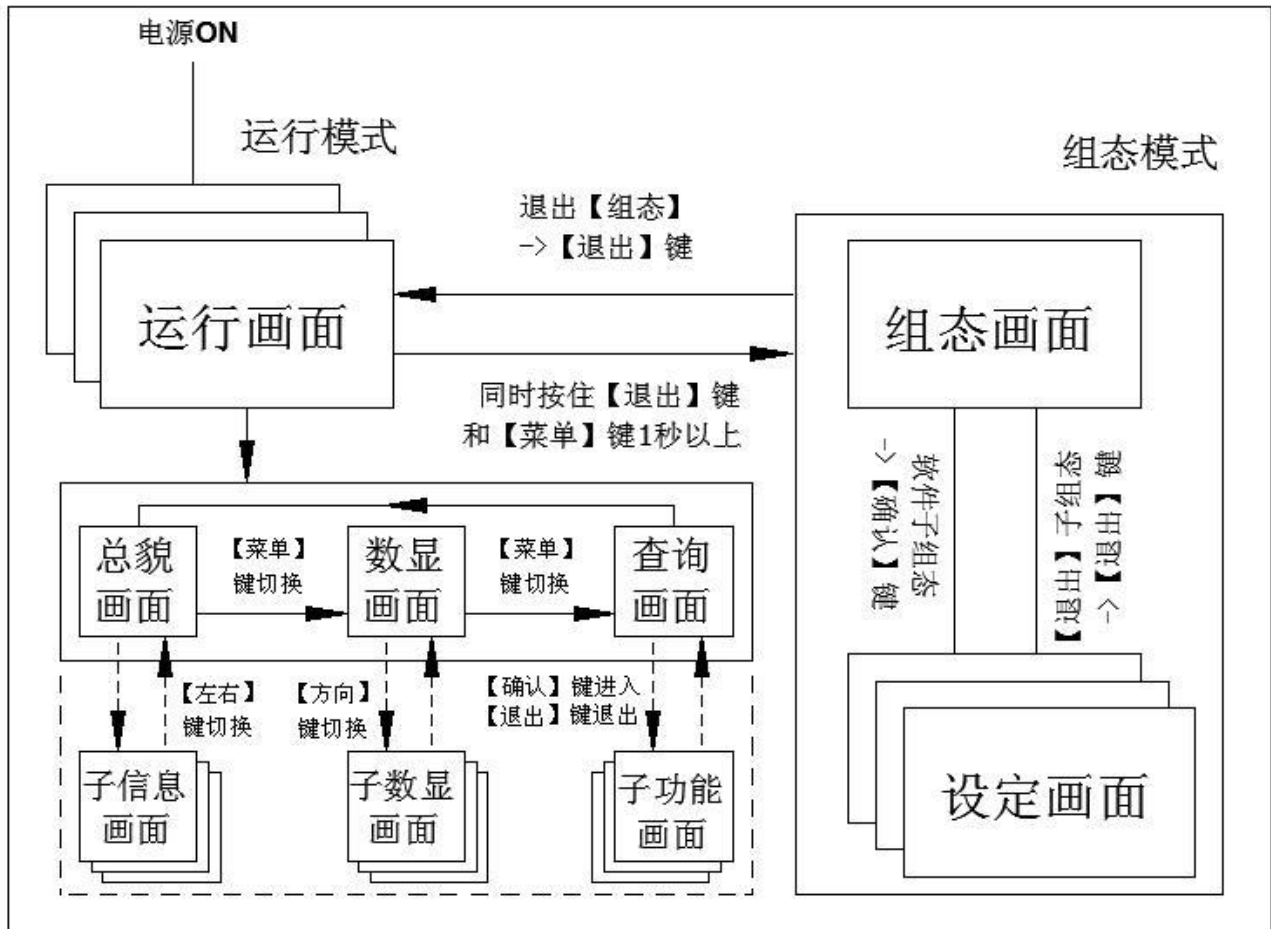 电源ON
运行模式
组态模式
退出【组态】
->【退出】键
运行画面
组态画面
同时按住【退出】键
和【菜单】键1秒以上
软件子组态
->【确认】键
【退出】子组态
->【退出】键
总貌
画面
【菜单】
键切换
数显
画面
【菜单】
键切换
查询
画面
【左右】
键切换
【方向】
键切换
【确认】键进入
【退出】键退出
子信息
画面
子数显
画面
子功能
画面
设定画面